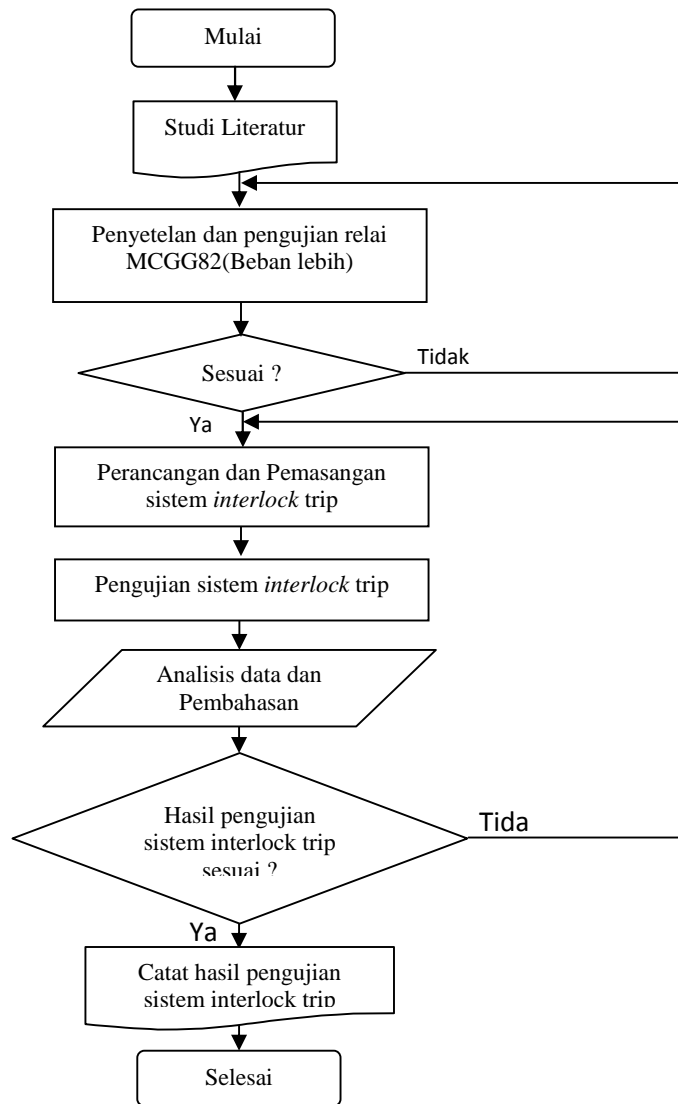 Mulai
Studi Literatur
Penyetelan dan pengujian relai
MCGG82(Beban lebih)
Sesuai ?
Tidak
Ya
Perancangan dan Pemasangan
sistem interlock trip
Pengujian sistem interlock trip
Analisis data dan
Pembahasan
Hasil pengujian
sistem interlock trip
sesuai ?
Tida
Ya
Catat hasil pengujian
sistem interlock trip
Selesai